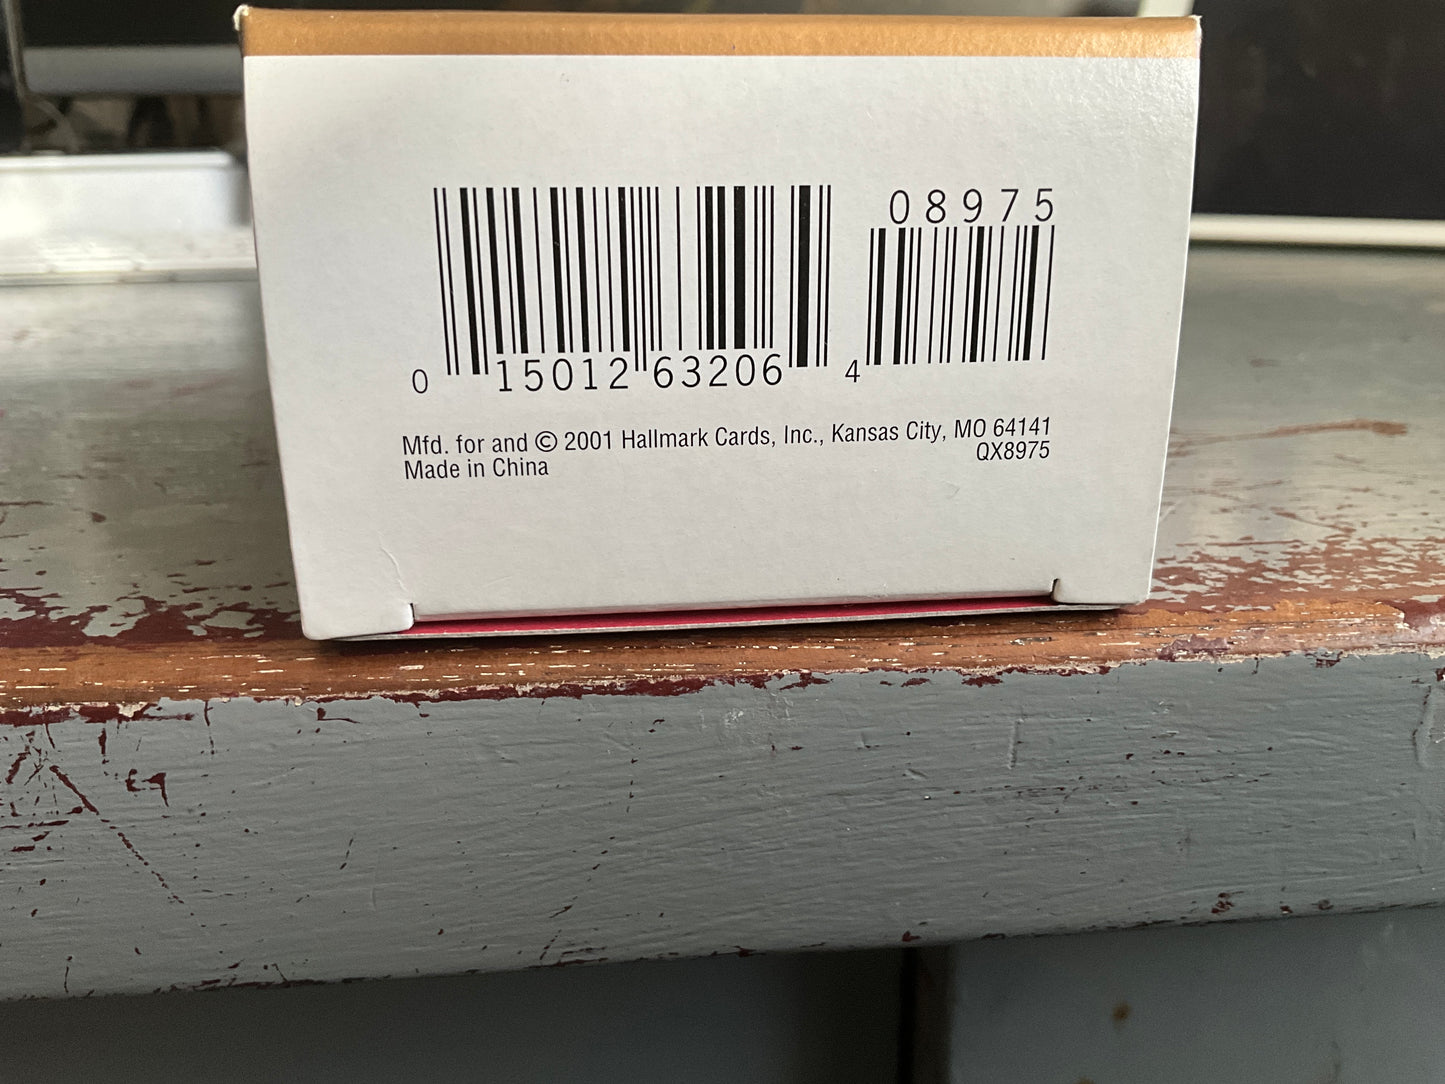 08975
0 15012 63206 4
Mfd. for and © 2001 Hallmark Cards, Inc., Kansas City, MO 64141
QX8975
Made in China